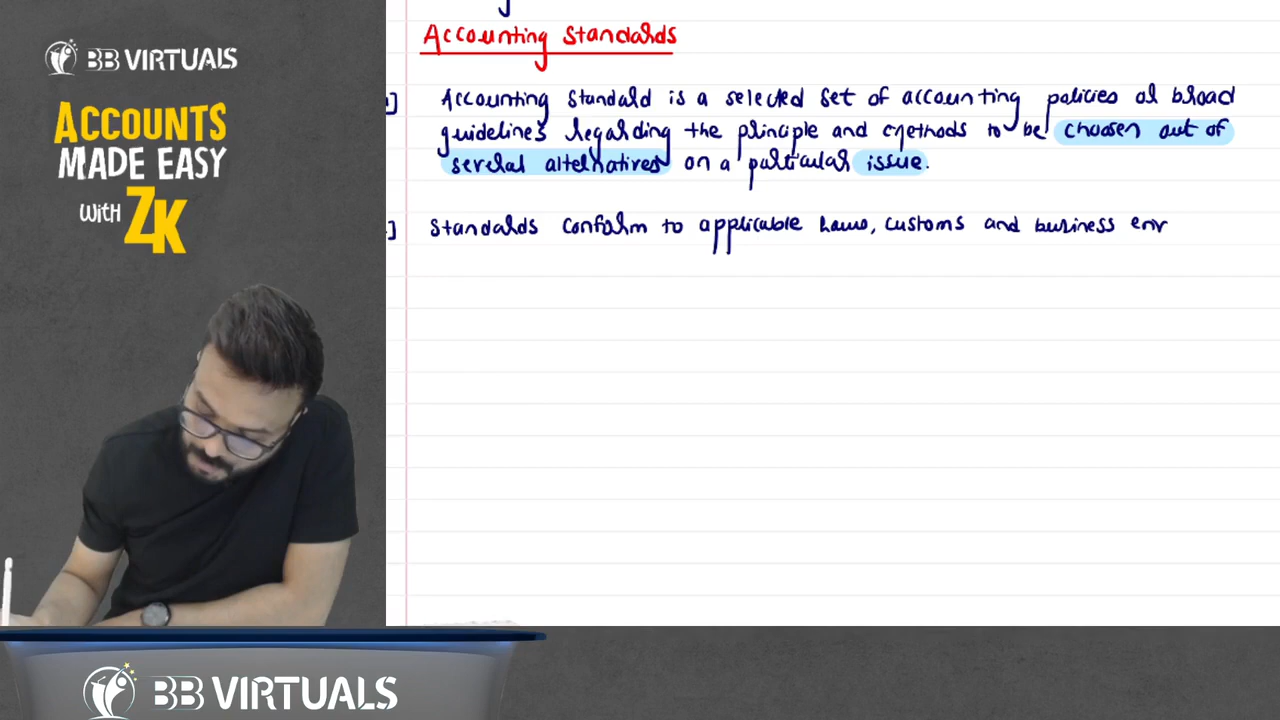 BB VIRTUALS
ACCOUNTS
MADE EASY
with ZK
Accounting Standards
]
Accounting Standard is a selected set of accounting policies or broad
guidelines regarding the principle and methods to be choosen out of
several alternatives on a particular issue.
] Standards conform to applicable laws, customs and business env
BB VIRTUALS